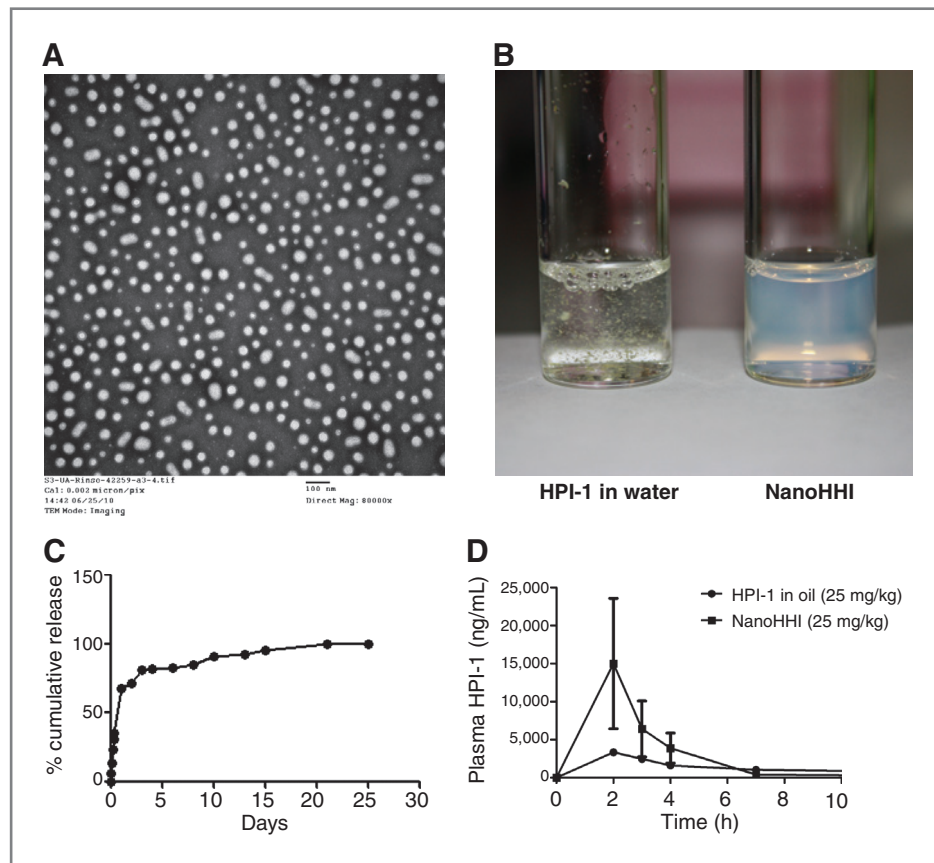 A
S3-UA-Rinso-42259-a3-4.tif
Cal: 0.002 micron/pix
14:42 06/25/10
TEM Mode: Imaging
100 nm
Direct Mag: 80000x
B
HPI-1 in water
NanoHHI
C
% cumulative release
150
100
50
0
0 5 10 15 20 25 30
Days
D
Plasma HPI-1 (ng/mL)
25,000
20,000
15,000
10,000
5,000
0
HPI-1 in oil (25 mg/kg)
NanoHHI (25 mg/kg)
0 2 4 6 8 10
Time (h)